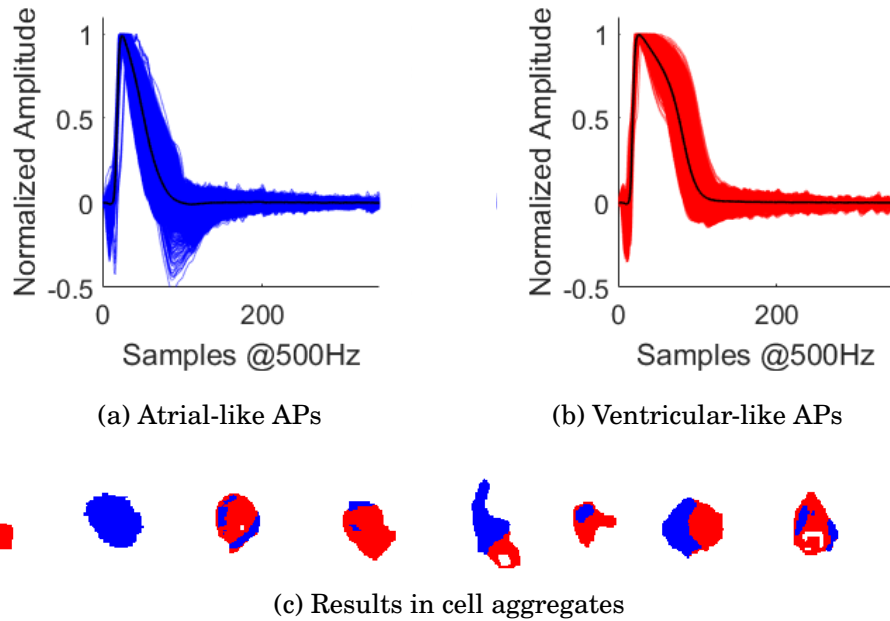 Normalized Amplitude
1
0.5
0
-0.5
0
200
Samples @500Hz
(a) Atrial-like APs
Normalized Amplitude
1
0.5
0
-0.5
0
200
Samples @500Hz
(b) Ventricular-like APs
(c) Results in cell aggregates